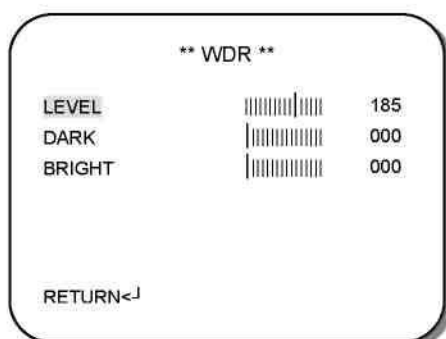 ** WDR **
LEVEL 185
DARK 000
BRIGHT 000
RETURN<┘